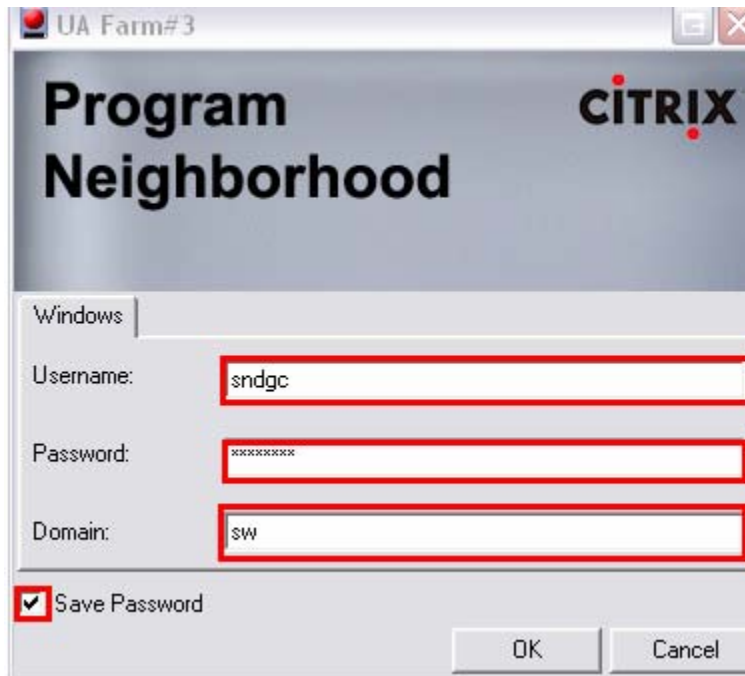 UA Farm#3
Program
Neighborhood
CiTRIX
Windows
Username:
sndgc
Password:
********
Domain:
sw
Save Password
OK
Cancel